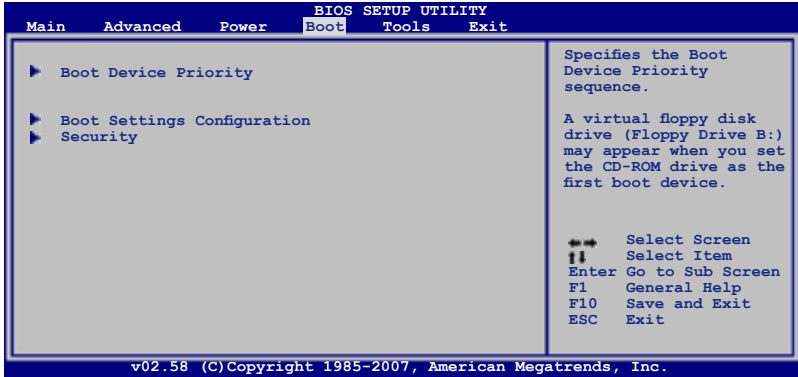 BIOS SETUP UTILITY
Main Advanced Power Boot Tools Exit
Boot Device Priority
Boot Settings Configuration
Security
Specifies the Boot
Device Priority
sequence.
A virtual floppy disk
drive (Floppy Drive B:)
may appear when you set
the CD-ROM drive as the
first boot device.
Select Screen
Select Item
Enter Go to Sub Screen
F1 General Help
F10 Save and Exit
ESC Exit
v02.58 (C)Copyright 1985-2007, American Megatrends, Inc.